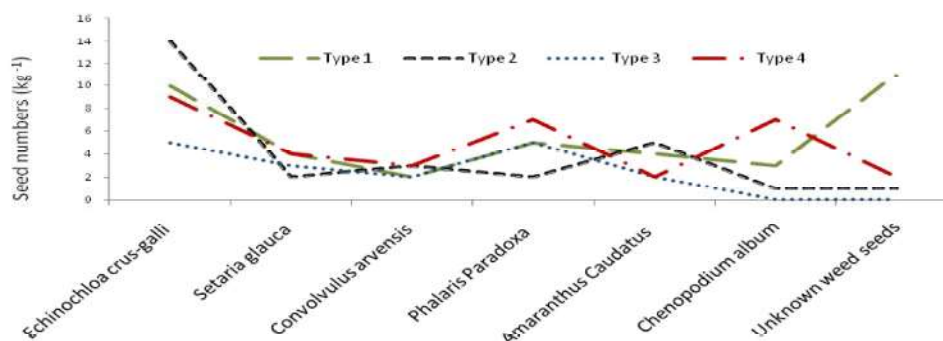 16
14
12
10
8
6
4
2
0
Seed numbers (kg⁻¹)
Type 1 Type 2 Type 3 Type 4
Echinochloa crus-galli
Setaria glauca
Convolvulus arvensis
Phalaris Paradoxa
Amaranthus Caudatus
Chenopodium album
Unknown weed seeds